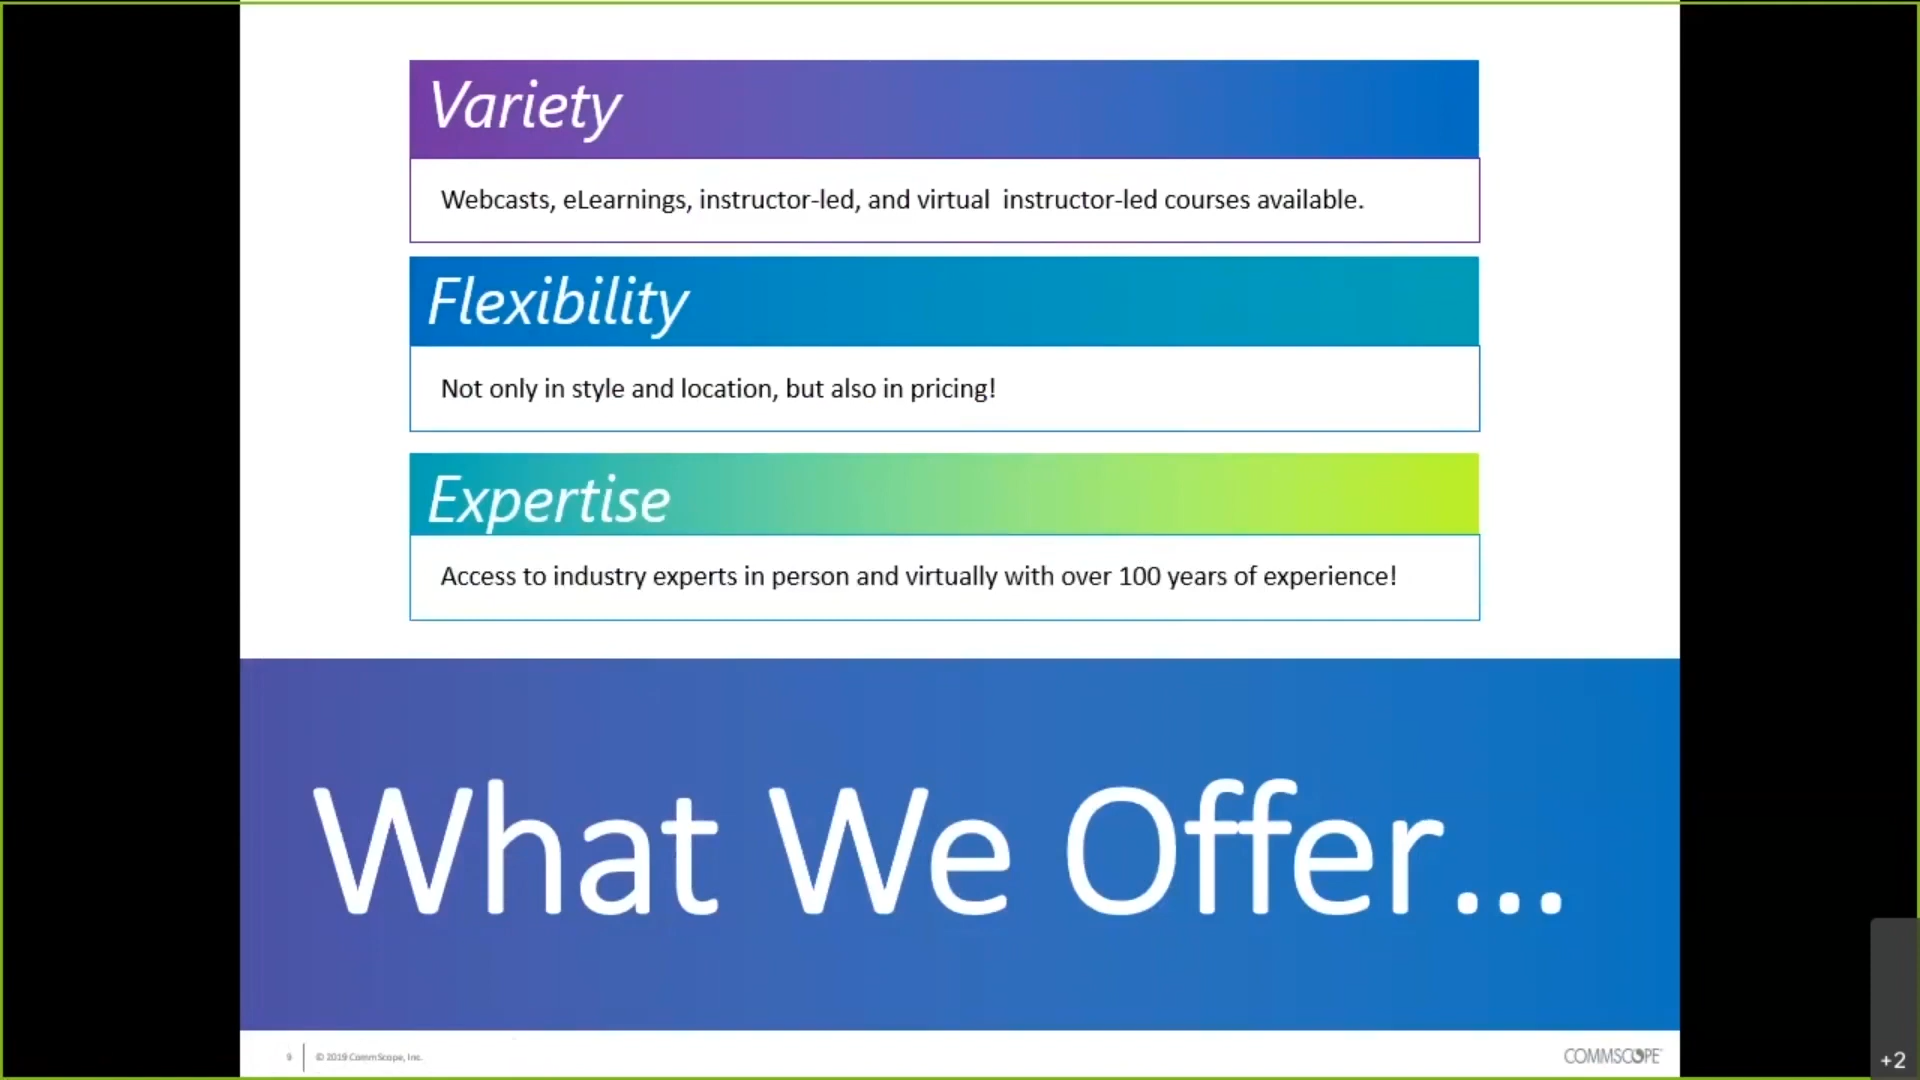 Variety
Webcasts, eLearnings, instructor-led, and virtual  instructor-led courses available.
Flexibility
Not only in style and location, but also in pricing!
Expertise
Access to industry experts in person and virtually with over 100 years of experience!
What We Offer...
9
© 2019 CommScope, Inc.
COMMSCOPE
+2